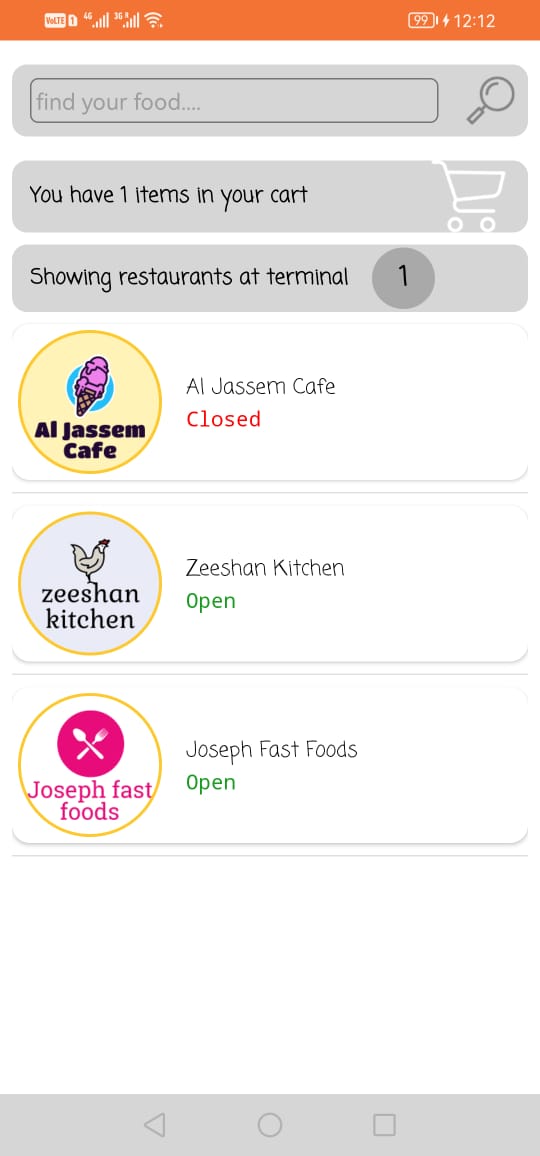 VoLTE 1 4G 3G R 99 12:12
find your food....
You have 1 items in your cart
Showing restaurants at terminal 1
Al Jassem
Cafe
Al Jassem Cafe
Closed
zeeshan
kitchen
Zeeshan Kitchen
Open
Joseph fast
foods
Joseph Fast Foods
Open